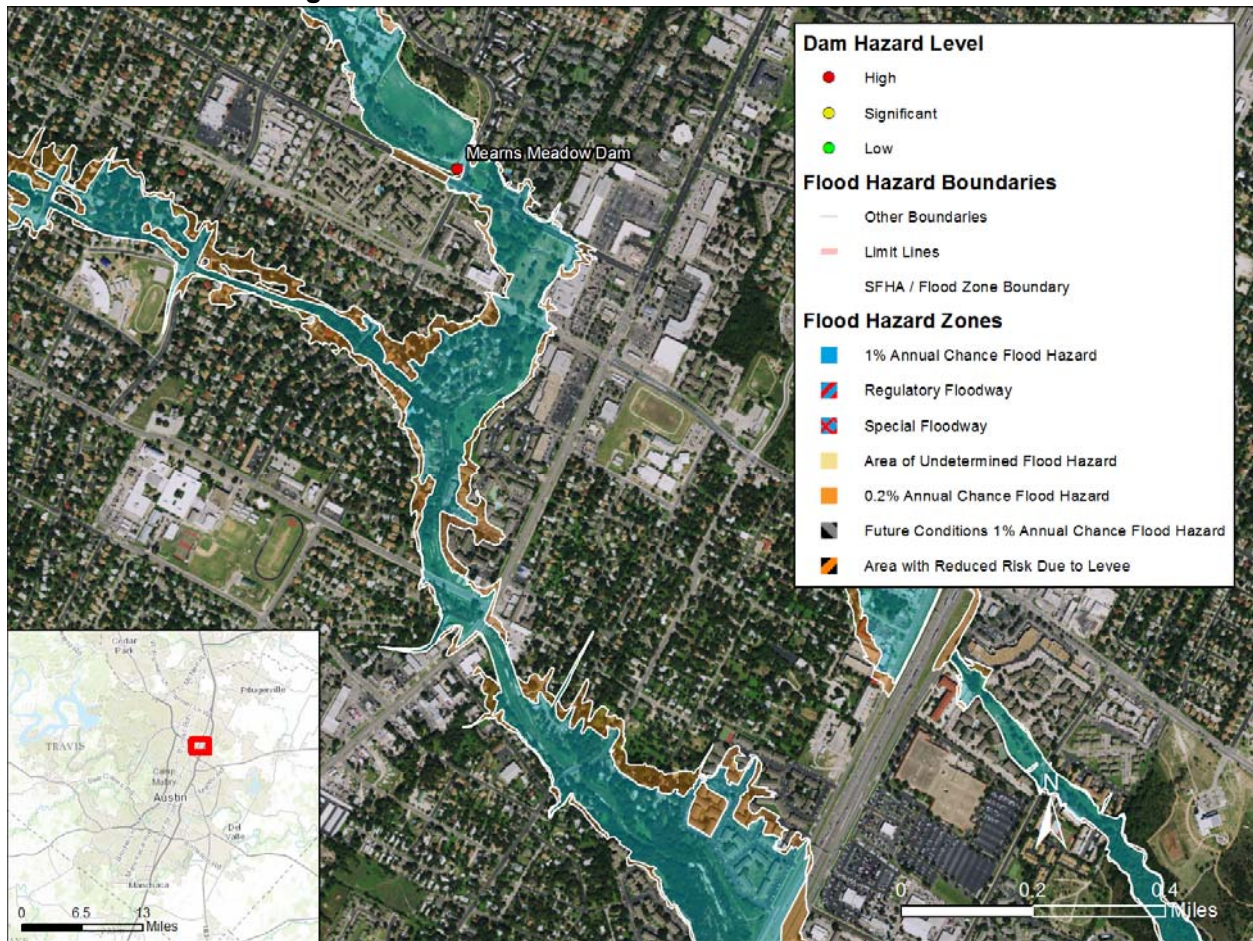 Mearns Meadow Dam
Dam Hazard Level
High
Significant
Low
Flood Hazard Boundaries
Other Boundaries
Limit Lines
SFHA / Flood Zone Boundary
Flood Hazard Zones
1% Annual Chance Flood Hazard
Regulatory Floodway
Special Floodway
Area of Undetermined Flood Hazard
0.2% Annual Chance Flood Hazard
Future Conditions 1% Annual Chance Flood Hazard
Area with Reduced Risk Due to Levee
Cedar
Park
Pflugerville
TRAVIS
Camp
Mabry
Austin
Del
Valle
Manchaca
0 6.5 13
Miles
N
0 0.2 0.4
Miles